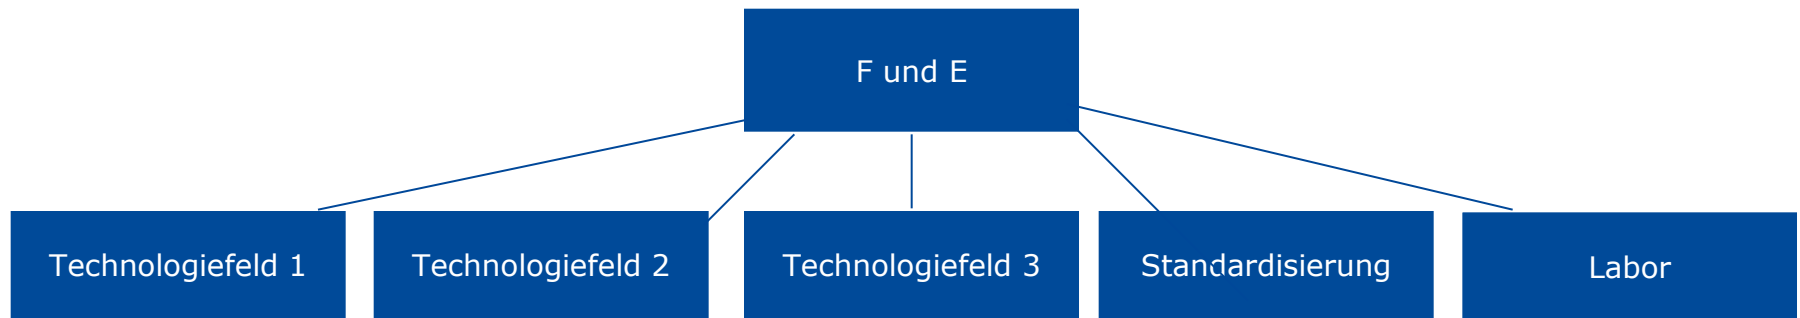 F und E
Technologiefeld 1
Technologiefeld 2
Technologiefeld 3
Standardisierung
Labor